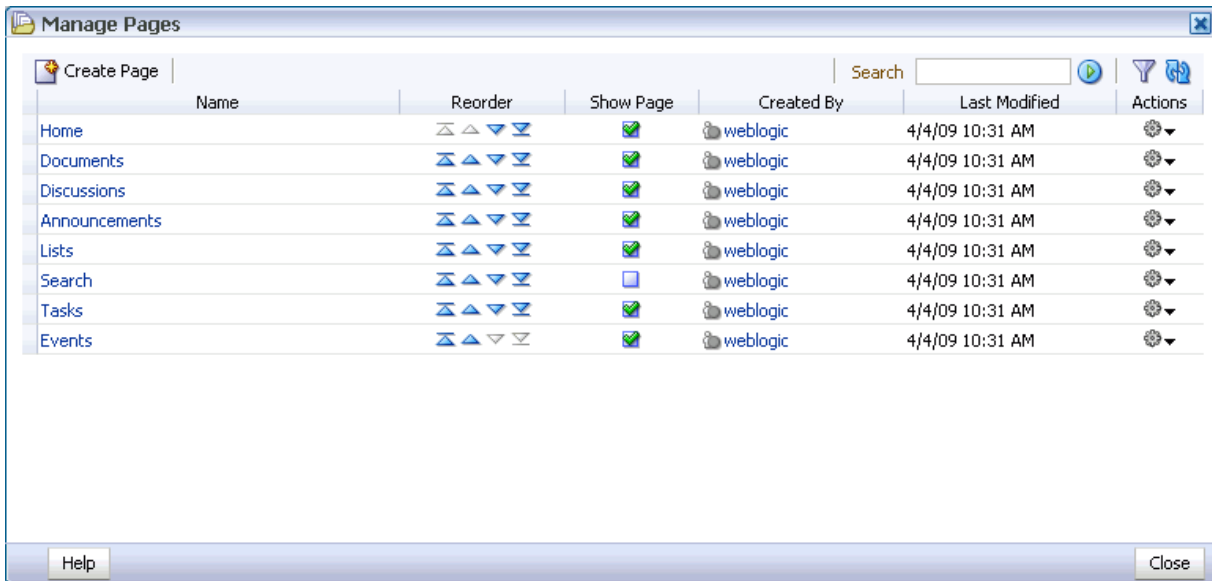 Manage Pages
Create Page Search
Name Reorder Show Page Created By Last Modified Actions
Home weblogic 4/4/09 10:31 AM
Documents weblogic 4/4/09 10:31 AM
Discussions weblogic 4/4/09 10:31 AM
Announcements weblogic 4/4/09 10:31 AM
Lists weblogic 4/4/09 10:31 AM
Search weblogic 4/4/09 10:31 AM
Tasks weblogic 4/4/09 10:31 AM
Events weblogic 4/4/09 10:31 AM
Help Close